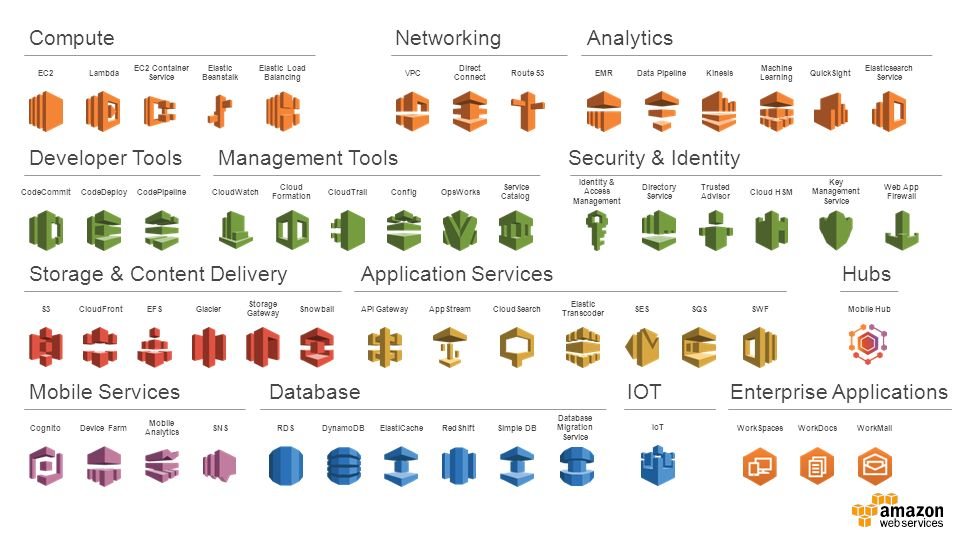 Compute
Networking
Analytics
EC2
Lambda
EC2 Container
Service
Elastic
Beanstalk
Elastic Load
Balancing
VPC
Direct
Connect
Route 53
EMR
Data Pipeline
Kinesis
Machine
Learning
QuickSight
Elasticsearch
Service
Developer Tools
Management Tools
Security & Identity
CodeCommit
CodeDeploy
CodePipeline
CloudWatch
Cloud
Formation
CloudTrail
Config
OpsWorks
Service
Catalog
Identity &
Access
Management
Directory
Service
Trusted
Advisor
Cloud HSM
Key
Management
Service
Web App
Firewall
Storage & Content Delivery
Application Services
Hubs
S3
CloudFront
EFS
Glacier
Storage
Gateway
Snowball
API Gateway
AppStream
CloudSearch
Elastic
Transcoder
SES
SQS
SWF
Mobile Hub
Mobile Services
Database
IOT
Enterprise Applications
Cognito
Device Farm
Mobile
Analytics
SNS
RDS
DynamoDB
ElastiCache
RedShift
Simple DB
Database
Migration
Service
IoT
WorkSpaces
WorkDocs
WorkMail
amazon
web services